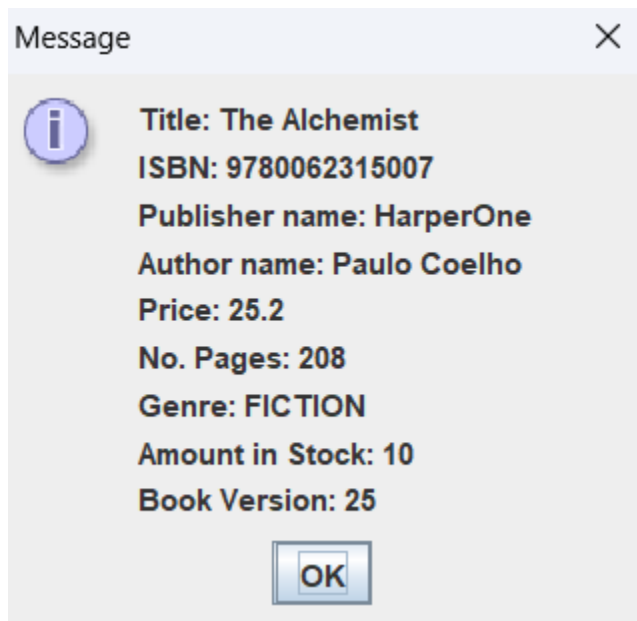 Message
Title: The Alchemist
ISBN: 9780062315007
Publisher name: HarperOne
Author name: Paulo Coelho
Price: 25.2
No. Pages: 208
Genre: FICTION
Amount in Stock: 10
Book Version: 25
OK